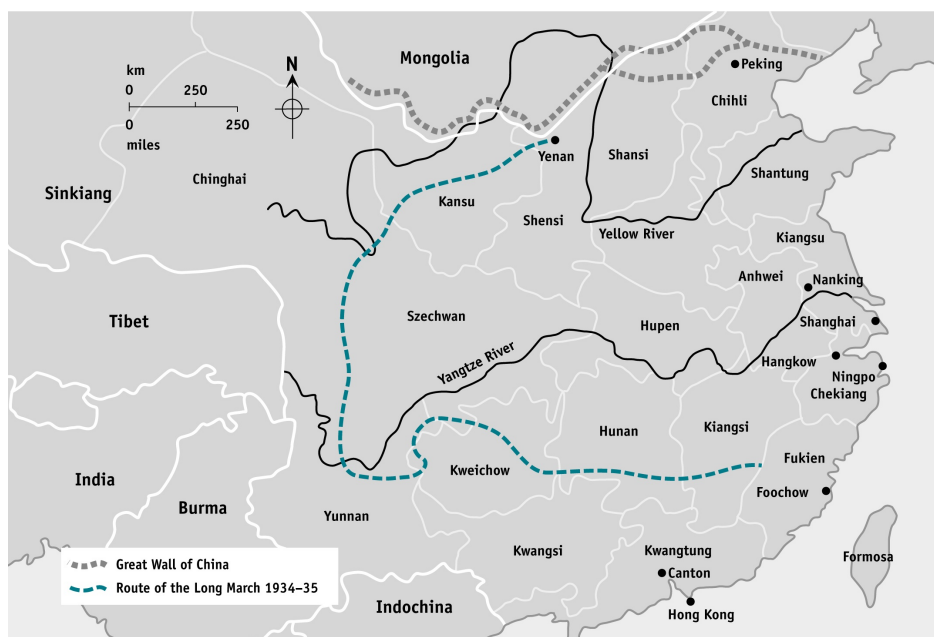 Mongolia
N
km
0 250
0 250
miles
Peking
Chihli
Yenan
Shansi
Shantung
Sinkiang
Chinghai
Kansu
Shensi
Yellow River
Kiangsu
Anhwei
Nanking
Tibet
Szechwan
Hupen
Shanghai
Yangtze River
Hangkow
Ningpo
Chekiang
Hunan
Kiangsi
Fukien
India
Kweichow
Foochow
Burma
Yunnan
Kwangsi
Kwangtung
Formosa
Canton
Hong Kong
Indochina
Great Wall of China
Route of the Long March 1934–35